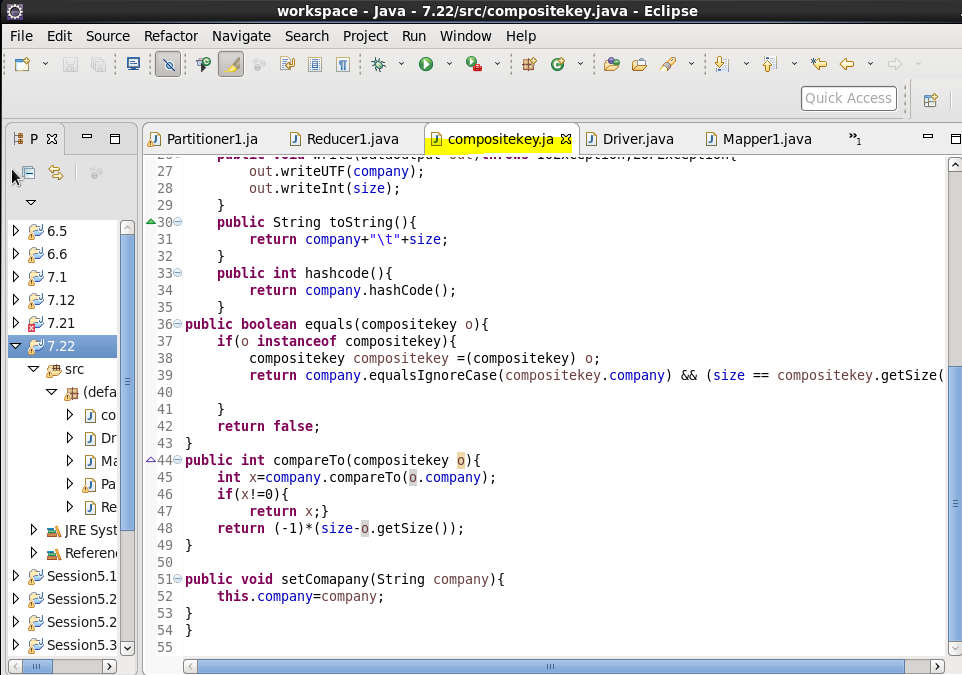 workspace - Java - 7.22/src/compositekey.java - Eclipse
File Edit Source Refactor Navigate Search Project Run Window Help
Quick Access
P
Partitioner1.ja Reducer1.java compositekey.ja Driver.java Mapper1.java »1
27 out.writeUTF(company);
28 out.writeInt(size);
29 }
30 public String toString(){
31 return company+"\t"+size;
32 }
33 public int hashcode(){
34 return company.hashCode();
35 }
36 public boolean equals(compositekey o){
37 if(o instanceof compositekey){
38 compositekey compositekey =(compositekey) o;
39 return company.equalsIgnoreCase(compositekey.company) && (size == compositekey.getSize(
40
41 }
42 return false;
43 }
44 public int compareTo(compositekey o){
45 int x=company.compareTo(o.company);
46 if(x!=0){
47 return x;}
48 return (-1)*(size-o.getSize());
49 }
50
51 public void setComapany(String company){
52 this.company=company;
53 }
54 }
55
6.5
6.6
7.1
7.12
7.21
7.22
src
(defa
co
Dr
Ma
Pa
Re
JRE Syst
Referen
Session5.1
Session5.2
Session5.2
Session5.3